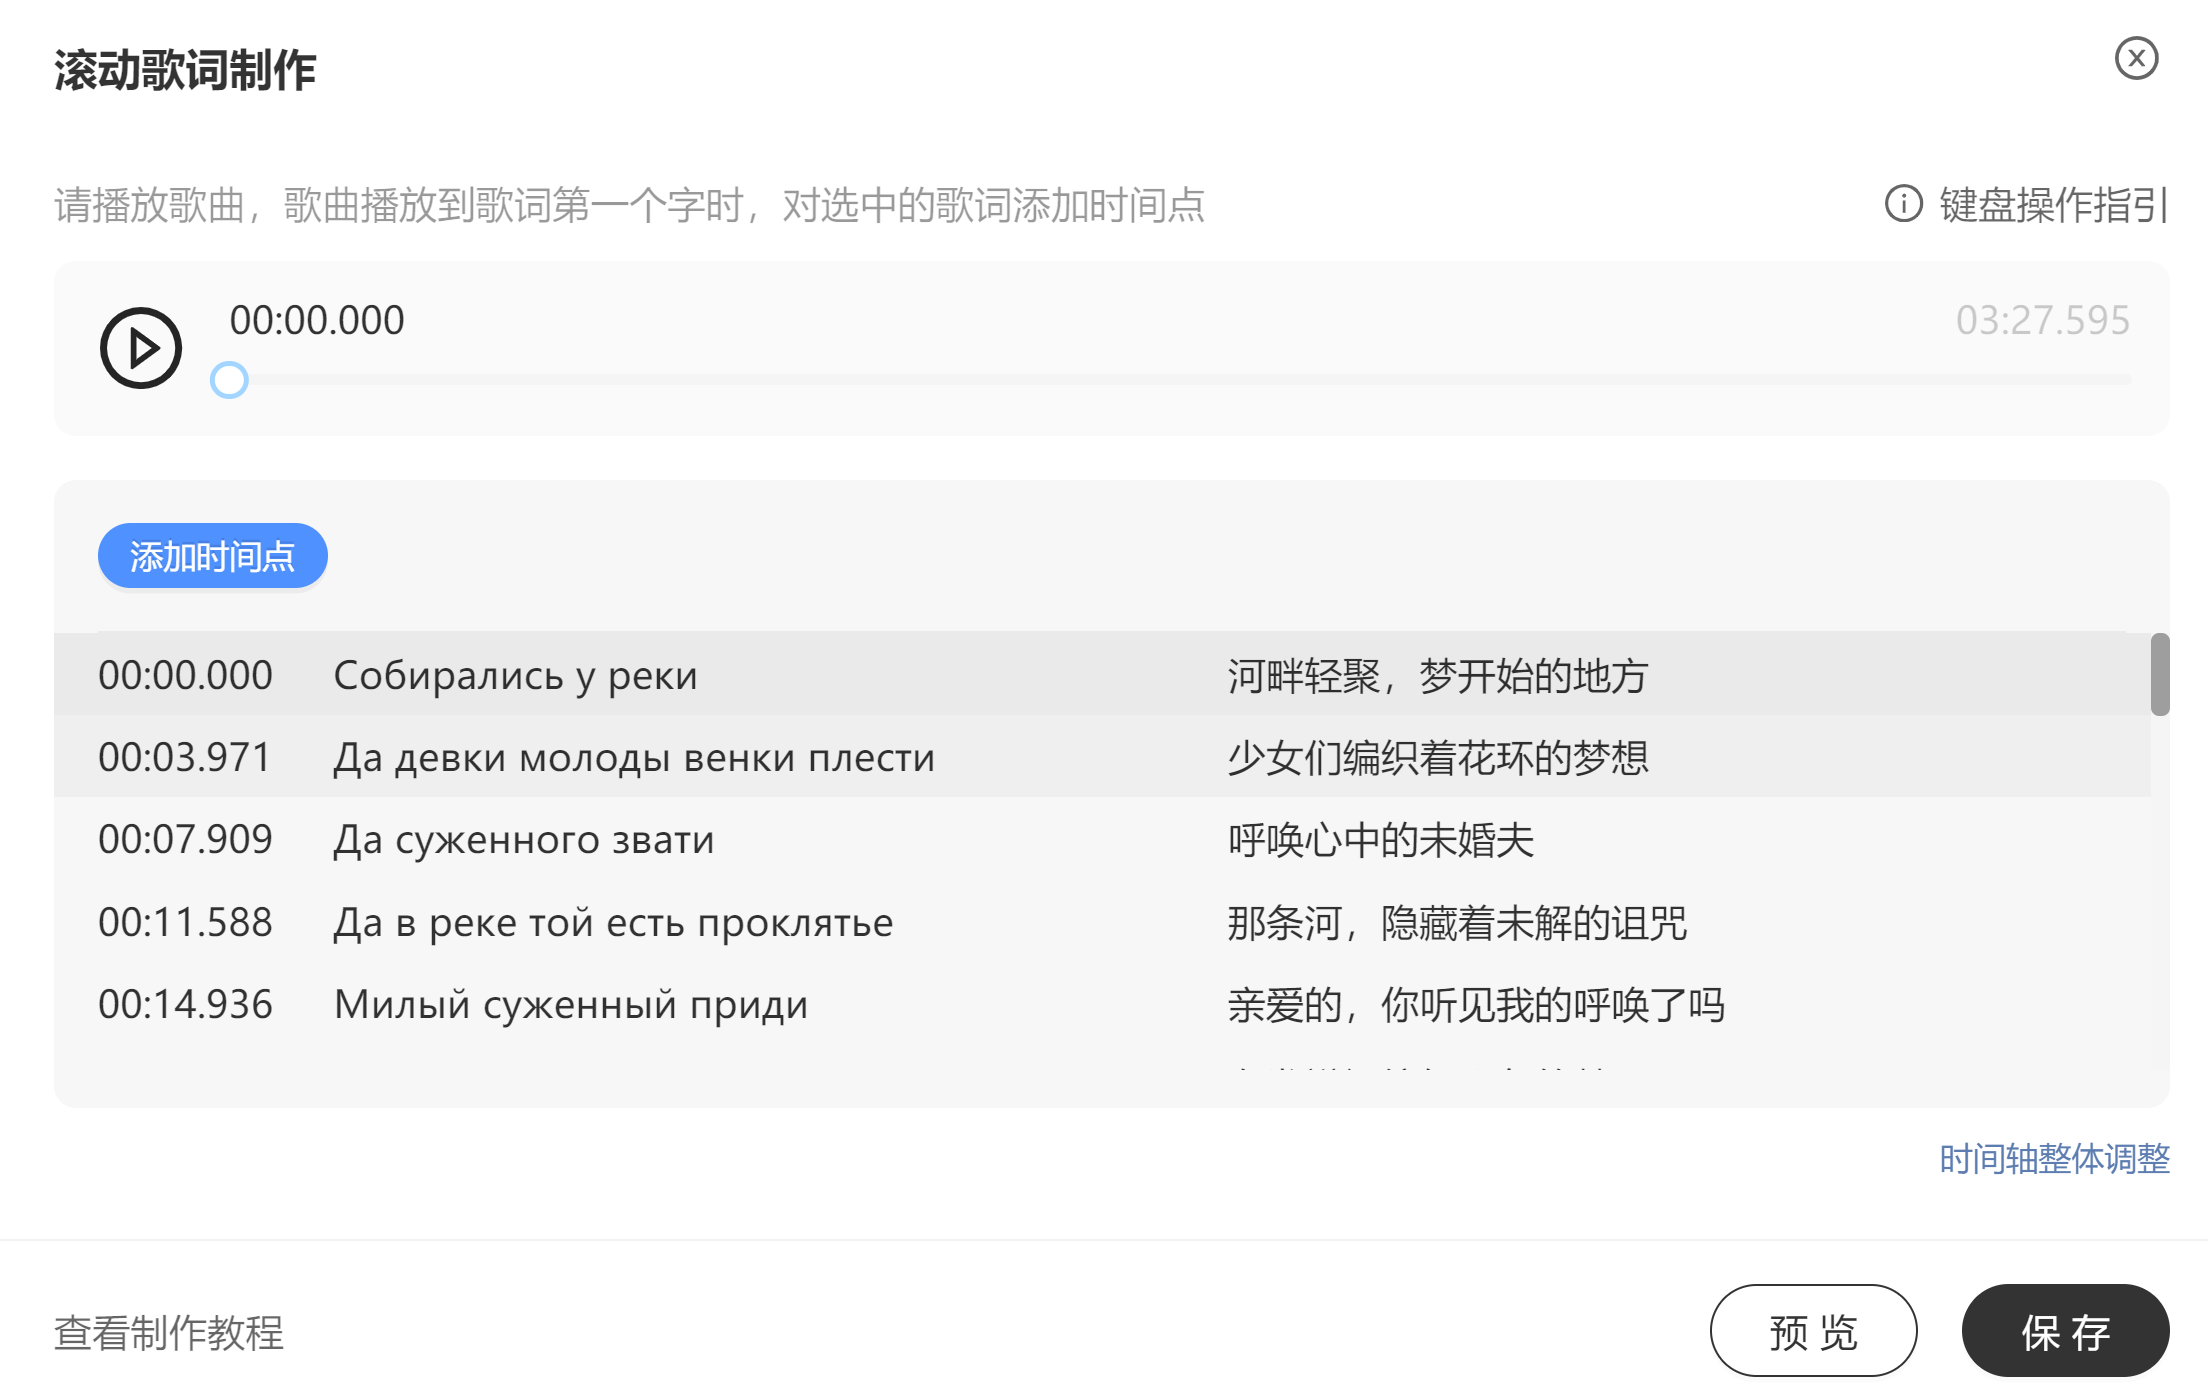 滚动歌词制作
请播放歌曲，歌曲播放到歌词第一个字时，对选中的歌词添加时间点
键盘操作指引
00:00.000
03:27.595
添加时间点
00:00.000 Собирались у реки 河畔轻聚，梦开始的地方
00:03.971 Да девки молоды венки плести 少女们编织着花环的梦想
00:07.909 Да суженного звати 呼唤心中的未婚夫
00:11.588 Да в реке той есть проклятье 那条河，隐藏着未解的诅咒
00:14.936 Милый суженный приди 亲爱的，你听见我的呼唤了吗
时间轴整体调整
查看制作教程
预览
保存